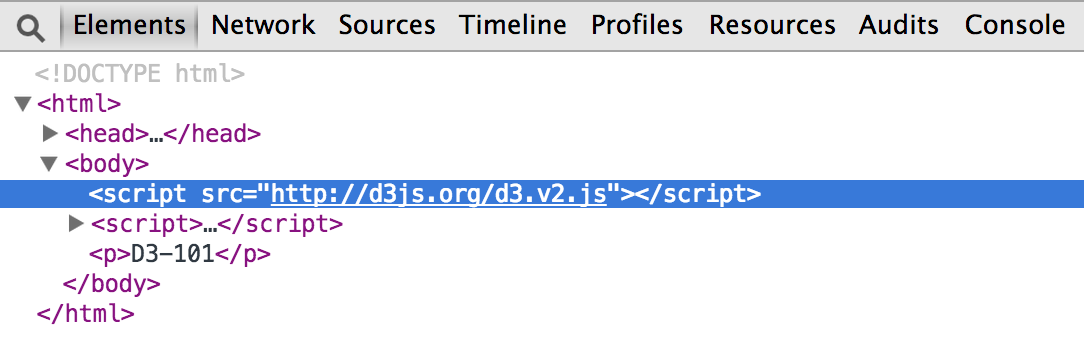 Elements Network Sources Timeline Profiles Resources Audits Console
<!DOCTYPE html>
<html>
<head>…</head>
<body>
<script src="http://d3js.org/d3.v2.js"></script>
<script>…</script>
<p>D3-101</p>
</body>
</html>